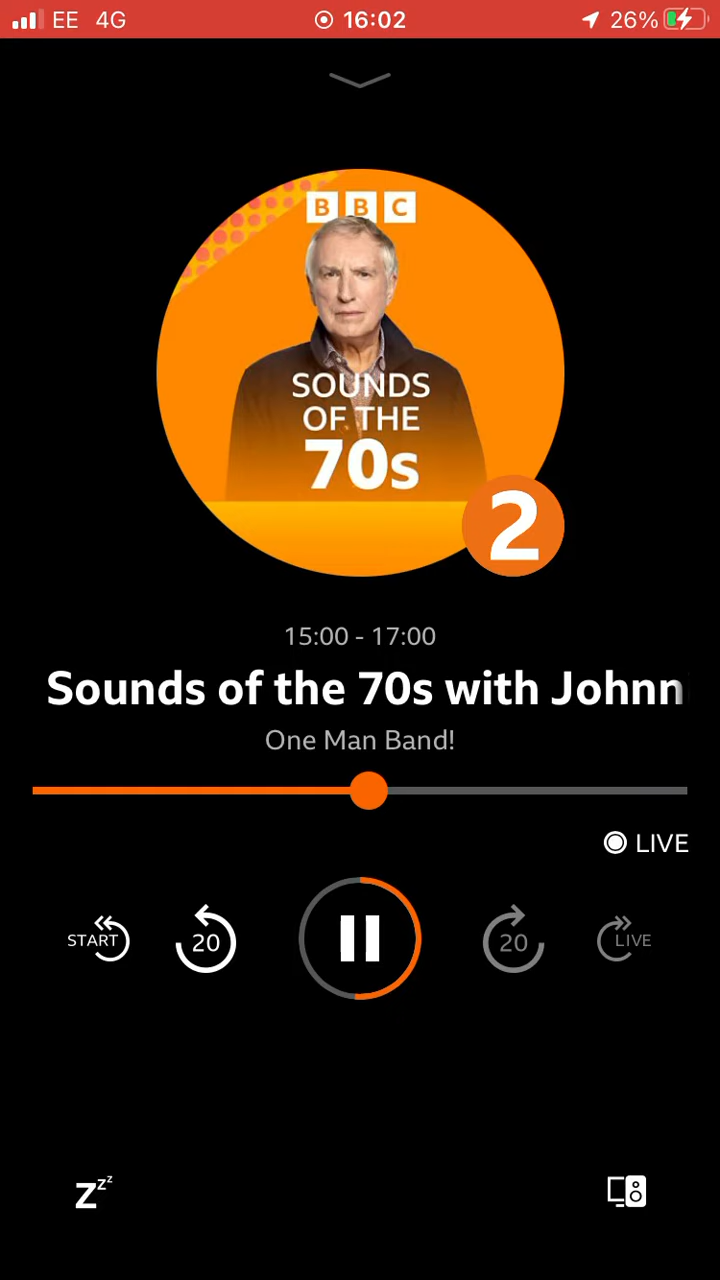 EE 4G 16:02 26%
BBC
SOUNDS
OF THE
70s
2
15:00 - 17:00
Sounds of the 70s with Johnn
One Man Band!
LIVE
START 20 20 LIVE
Zzz